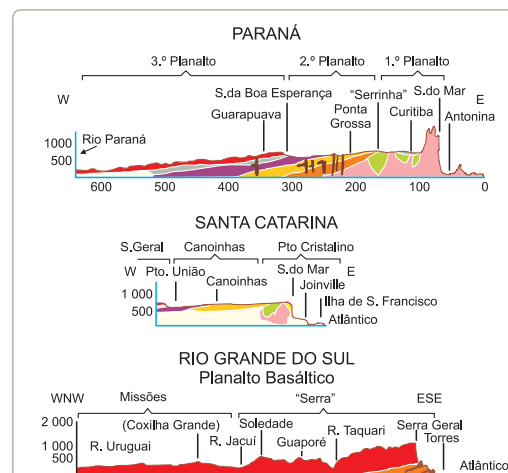 PARANÁ
3.º Planalto 2.º Planalto 1.º Planalto
S.da Boa Esperança "Serrinha" S.do Mar
W Guarapuava Ponta Grossa Curitiba Antonina E
1000
500
Rio Paraná
600 500 400 300 200 100 0
SANTA CATARINA
S.Geral Canoinhas Pto Cristalino
W Pto. União S.do Mar E
Canoinhas Joinville
1 000
500
Ilha de S. Francisco
Atlântico
RIO GRANDE DO SUL
Planalto Basáltico
WNW Missões "Serra" ESE
2 000
1 000
500
(Coxilha Grande) Soledade
R. Uruguai R. Jacuí Guaporé R. Taquari Serra Geral
Torres
Atlântico